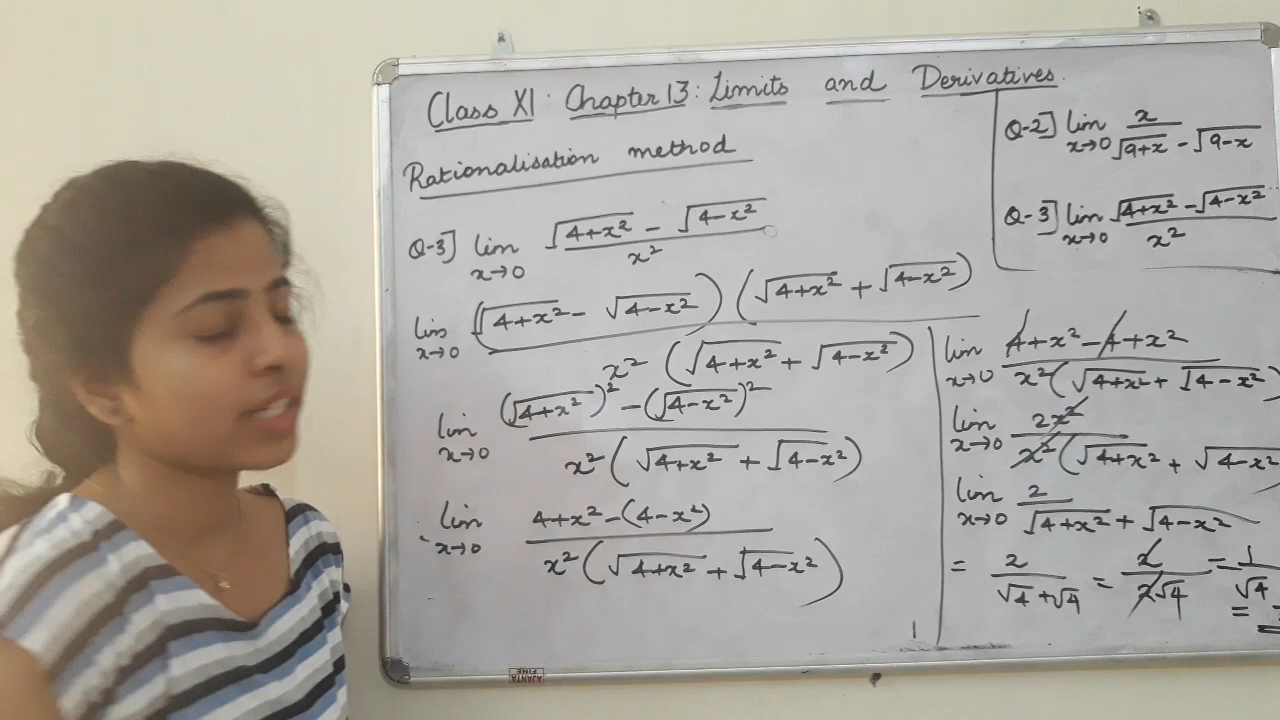 Class XI : Chapter 13 : Limits and Derivatives
Rationalisation method
Q-3] lim x→0 (√(4+x²) - √(4-x²)) / x²
lim x→0 (√(4+x²) - √(4-x²)) (√(4+x²) + √(4-x²)) / x² (√(4+x²) + √(4-x²))
lim x→0 (√(4+x²))² - (√(4-x²))² / x² (√(4+x²) + √(4-x²))
lim x→0 4+x² - (4-x²) / x² (√(4+x²) + √(4-x²))
Q-2] lim x→0 x / √(9+x) - √(9-x)
Q-3] lim x→0 √(4+x²) - √(4-x²) / x²
lim x→0 4+x² - 4+x² / x² (√(4+x²) + √(4-x²))
lim x→0 2x² / x² (√(4+x²) + √(4-x²)
lim x→0 2 / √(4+x²) + √(4-x²)
= 2 / √4+√4 = 2 / 2√4 = 1 / √4
=
AJANTA FINE